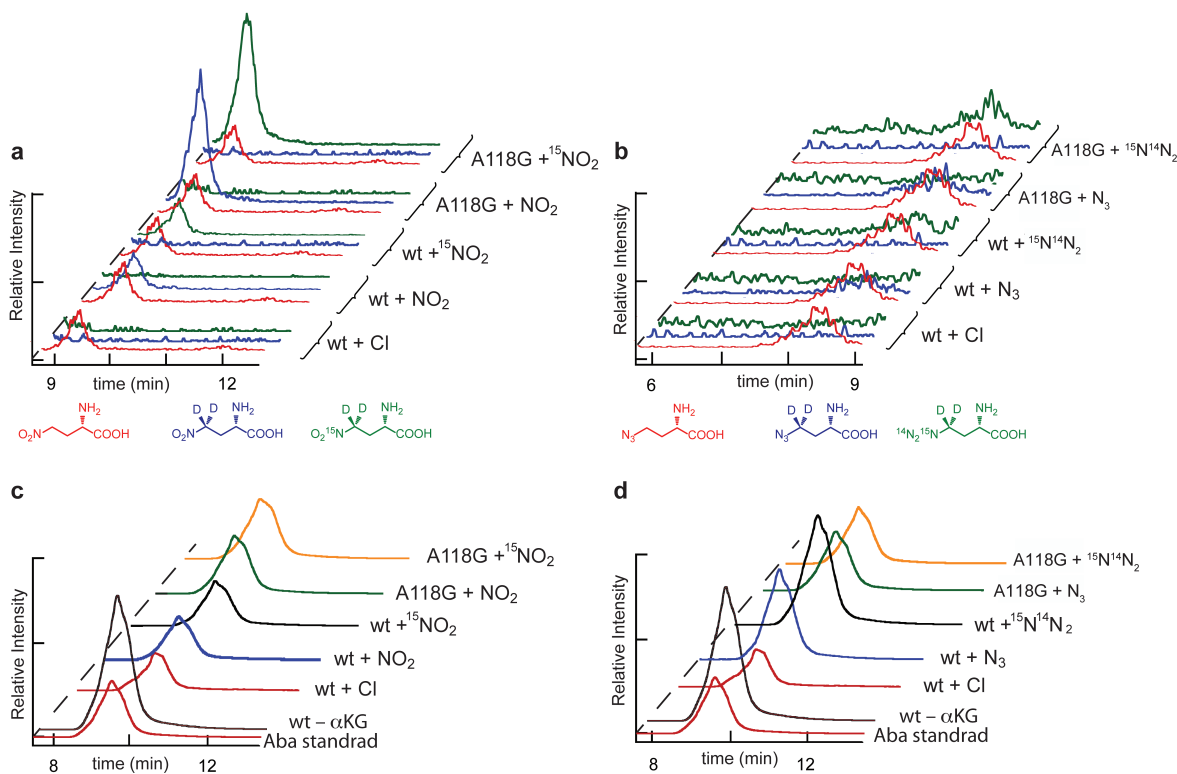 a
Relative Intensity
A118G + ¹⁵NO₂
A118G + NO₂
wt + ¹⁵NO₂
wt + NO₂
wt + Cl
9
time (min)
12
NH₂
O₂N
COOH
D D NH₂
O₂N
COOH
D D NH₂
O₂¹⁵N
COOH
b
Relative Intensity
A118G + ¹⁵N¹⁴N₂
A118G + N₃
wt + ¹⁵N¹⁴N₂
wt + N₃
wt + Cl
6
time (min)
9
NH₂
N₃
COOH
D D NH₂
N₃
COOH
D D NH₂
¹⁴N₂¹⁵N
COOH
c
Relative Intensity
A118G + ¹⁵NO₂
A118G + NO₂
wt + ¹⁵NO₂
wt + NO₂
wt + Cl
wt – αKG
Aba standrad
8
time (min)
12
d
Relative Intensity
A118G + ¹⁵N¹⁴N₂
A118G + N₃
wt + ¹⁵N¹⁴N₂
wt + N₃
wt + Cl
wt – αKG
Aba standrad
8
time (min)
12